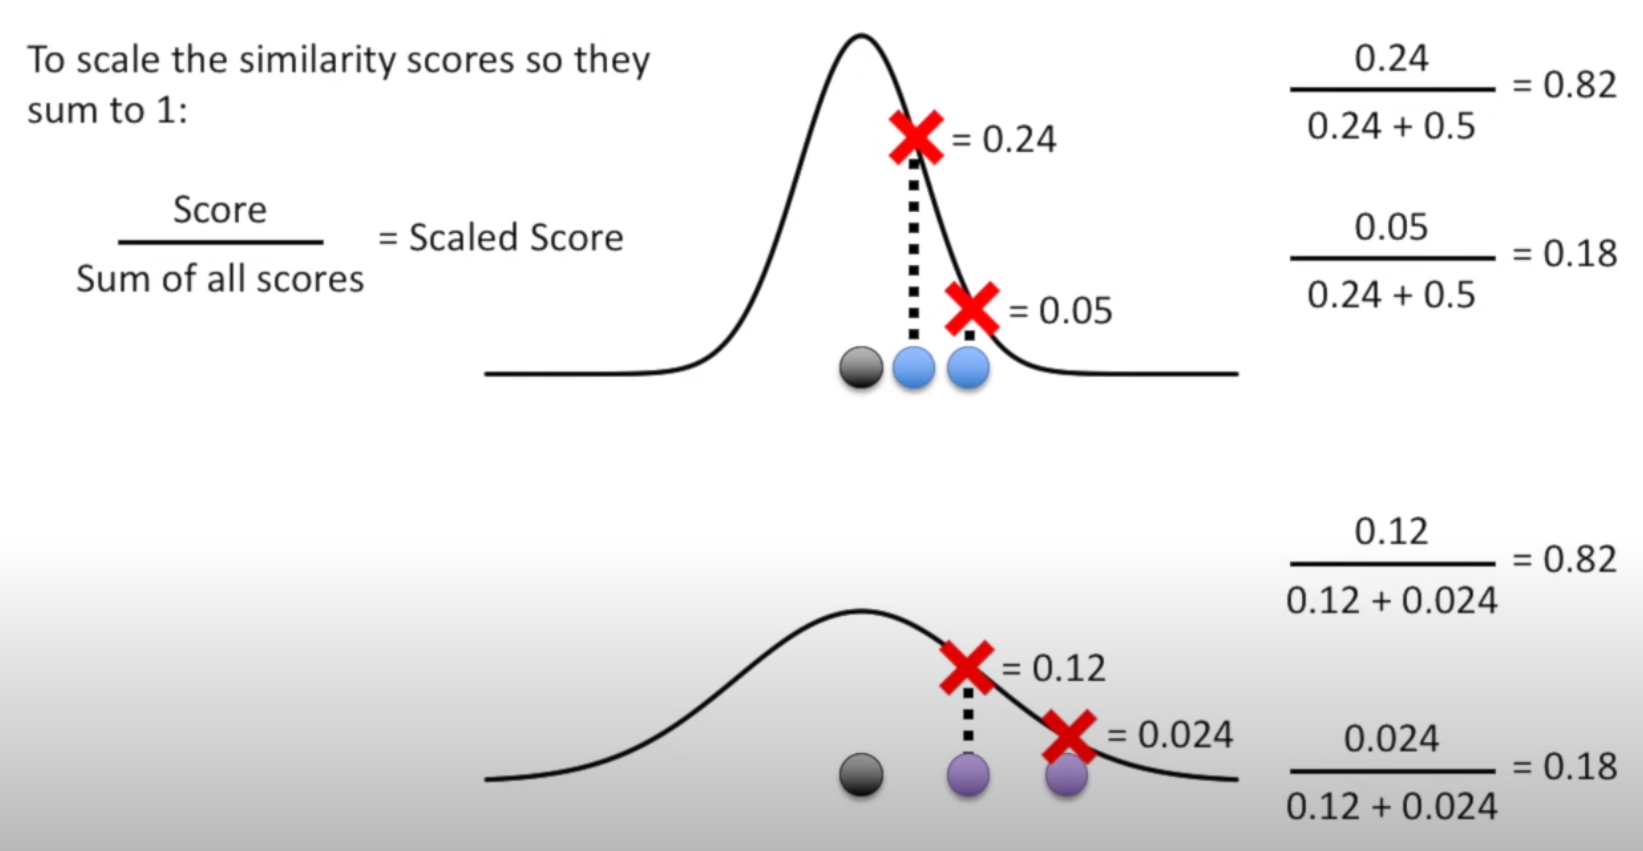 To scale the similarity scores so they
sum to 1:
Score
Sum of all scores
= Scaled Score
= 0.24
= 0.05
0.24
0.24 + 0.5
= 0.82
0.05
0.24 + 0.5
= 0.18
= 0.12
= 0.024
0.12
0.12 + 0.024
= 0.82
0.024
0.12 + 0.024
= 0.18